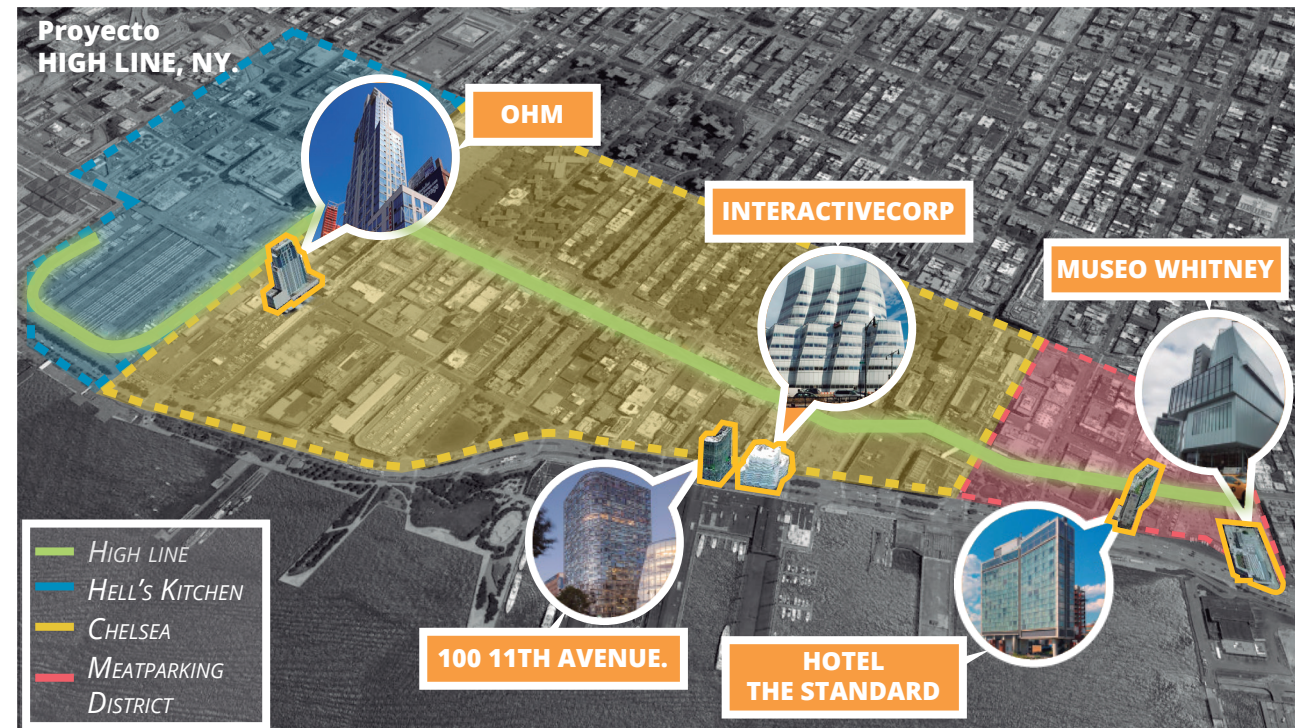 Proyecto
HIGH LINE, NY.
OHM
INTERACTIVECORP
MUSEO WHITNEY
100 11TH AVENUE.
HOTEL
THE STANDARD
HIGH LINE
HELL'S KITCHEN
CHELSEA
MEATPARKING
DISTRICT